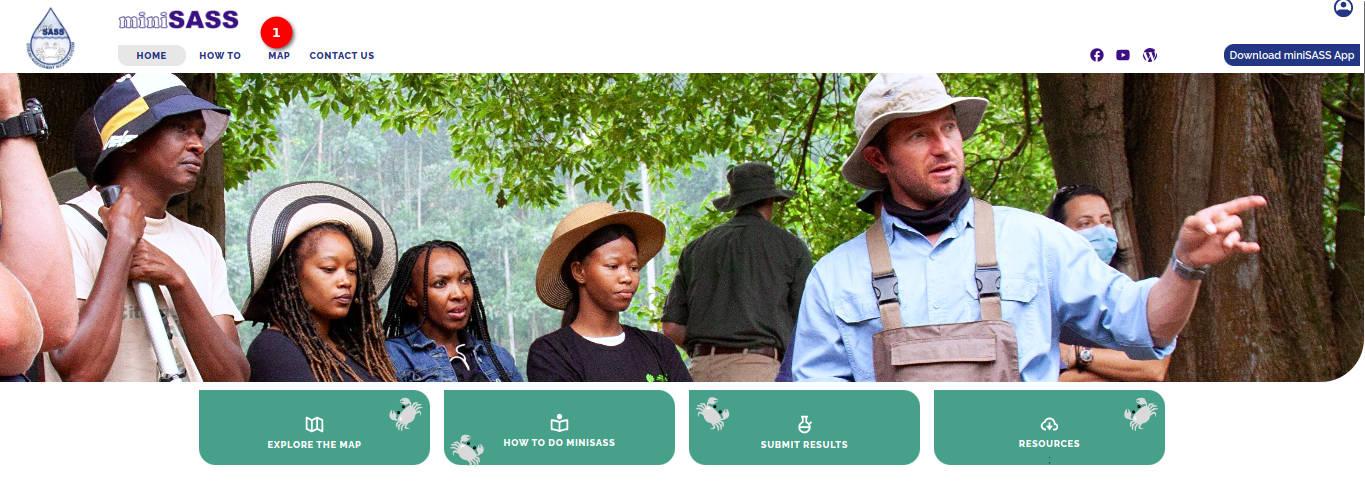 SASS
miniSASS
1
HOME
HOW TO
MAP
CONTACT US
Download miniSASS App
EXPLORE THE MAP
HOW TO DO MINISASS
SUBMIT RESULTS
RESOURCES